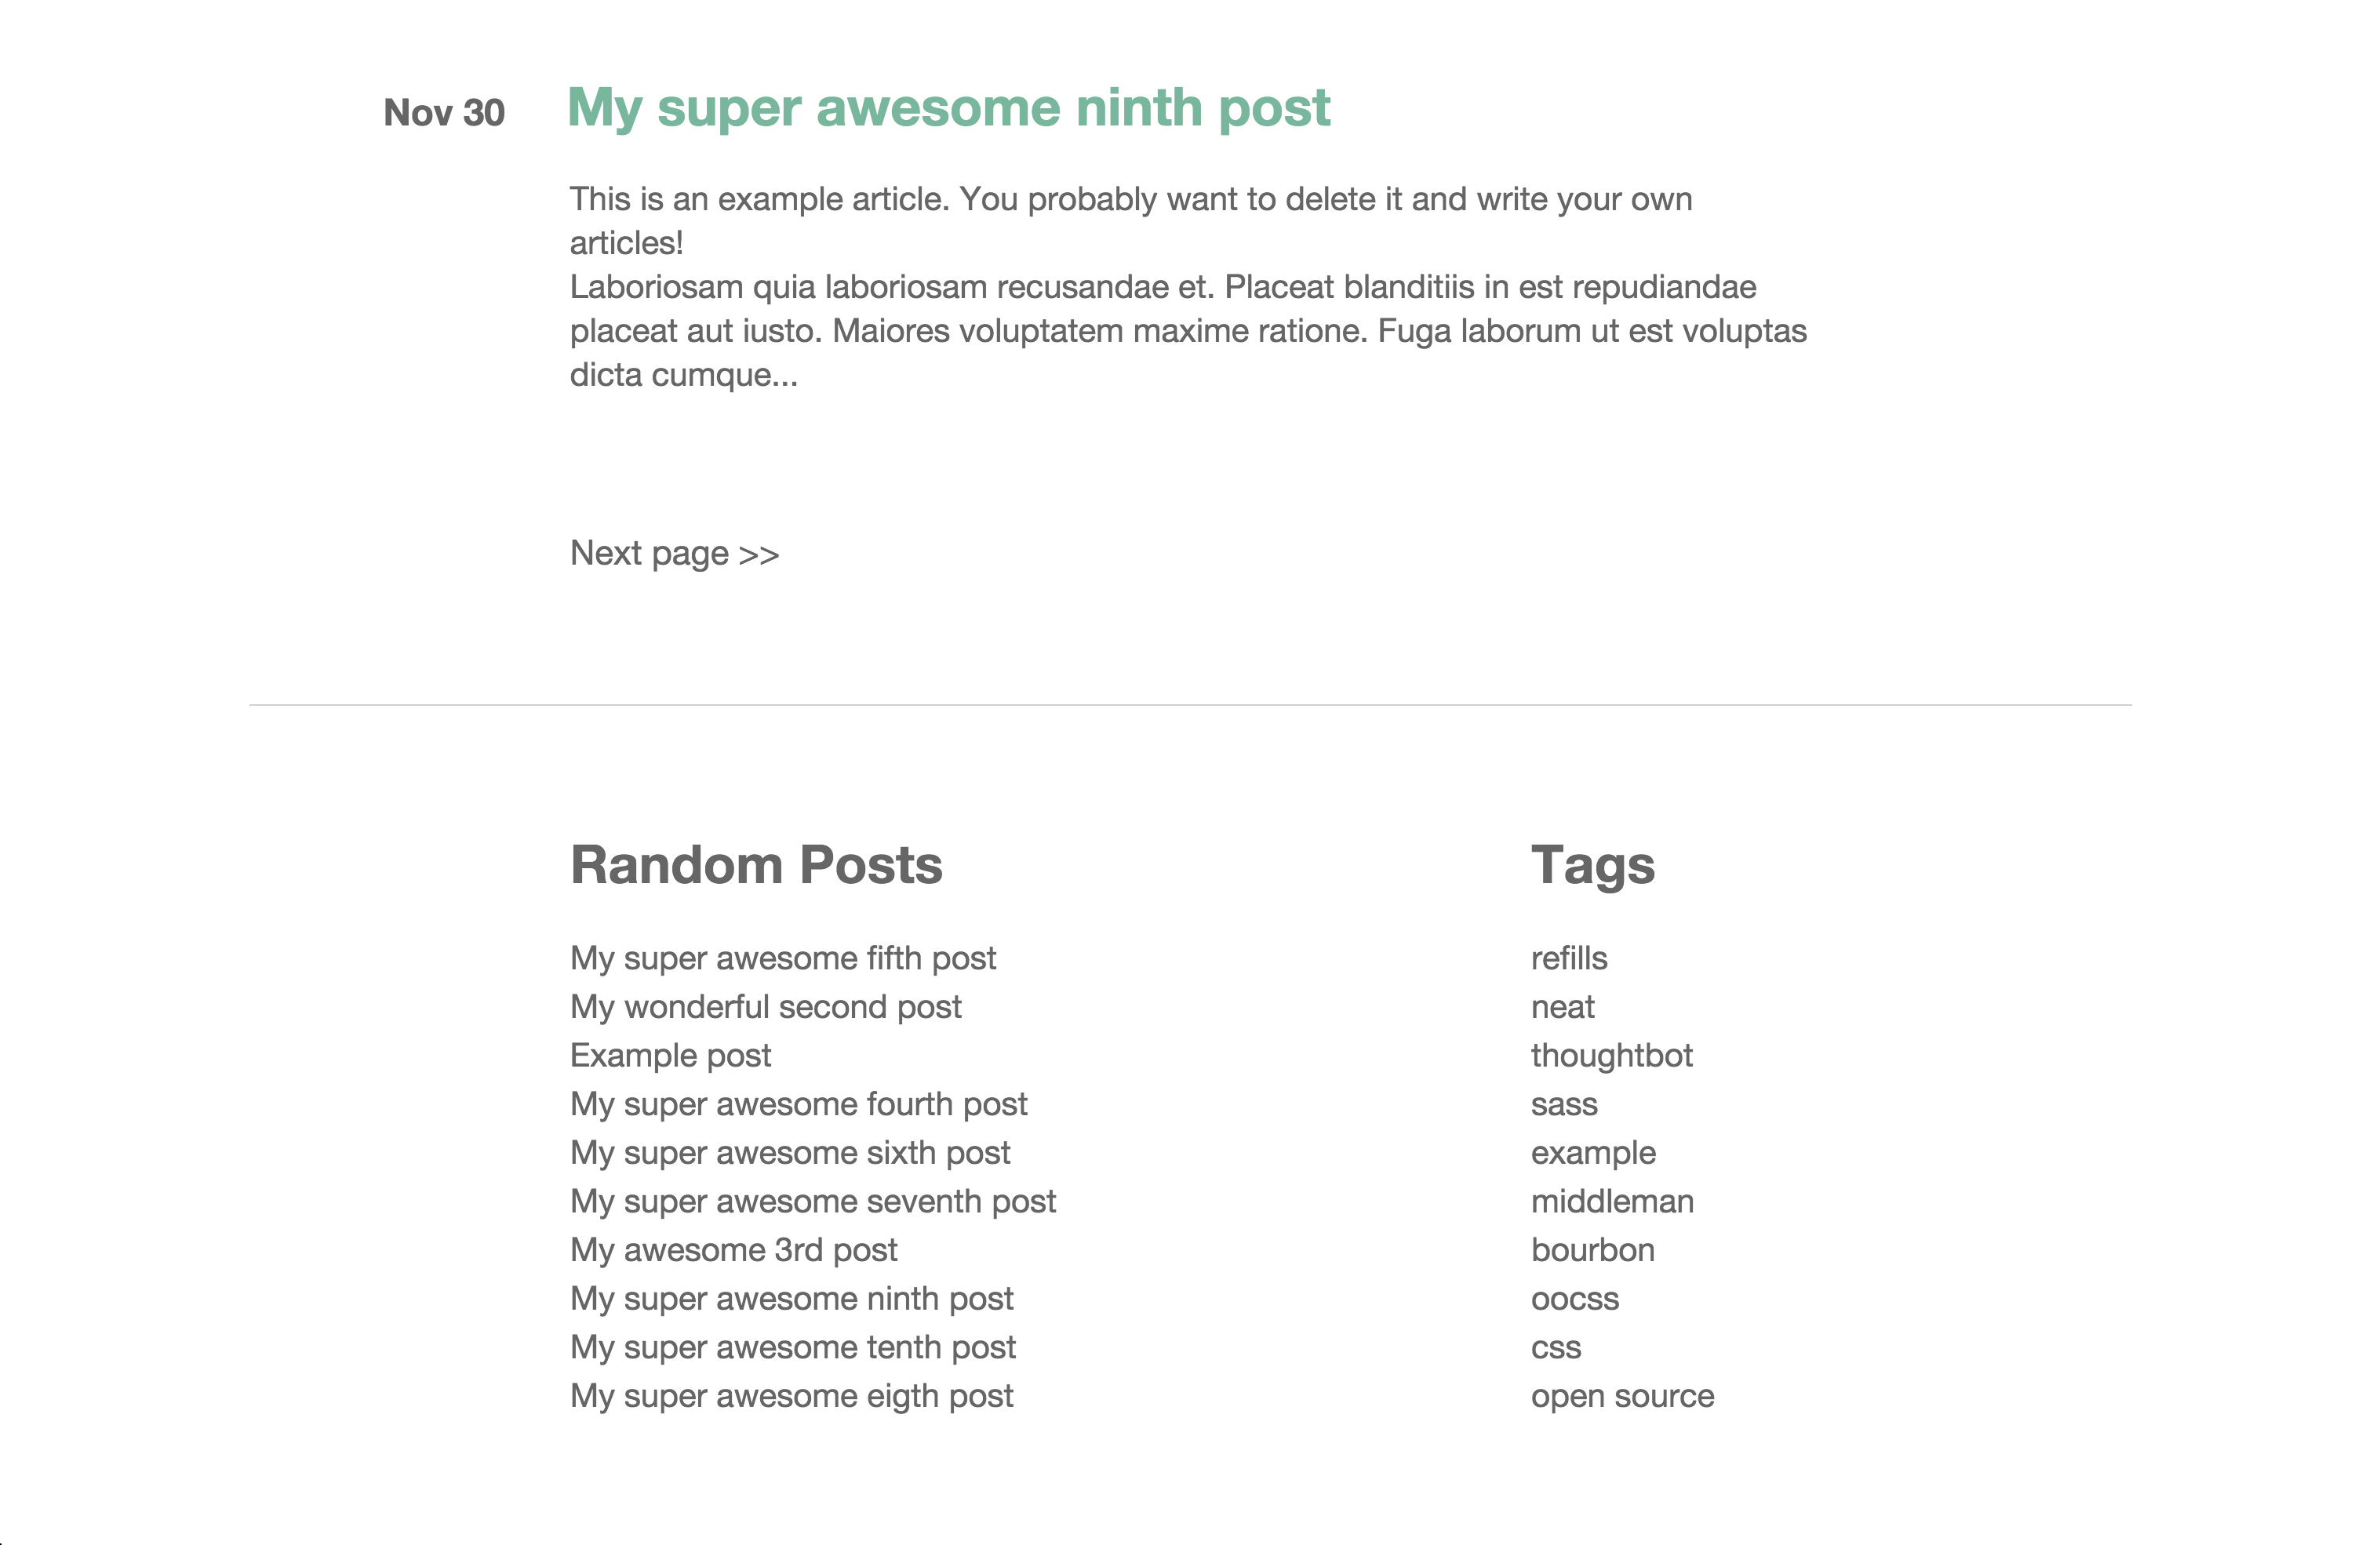 Nov 30
My super awesome ninth post
This is an example article. You probably want to delete it and write your own
articles!
Laboriosam quia laboriosam recusandae et. Placeat blanditiis in est repudiandae
placeat aut iusto. Maiores voluptatem maxime ratione. Fuga laborum ut est voluptas
dicta cumque...
Next page >>
Random Posts
My super awesome fifth post
My wonderful second post
Example post
My super awesome fourth post
My super awesome sixth post
My super awesome seventh post
My awesome 3rd post
My super awesome ninth post
My super awesome tenth post
My super awesome eigth post
Tags
refills
neat
thoughtbot
sass
example
middleman
bourbon
oocss
css
open source